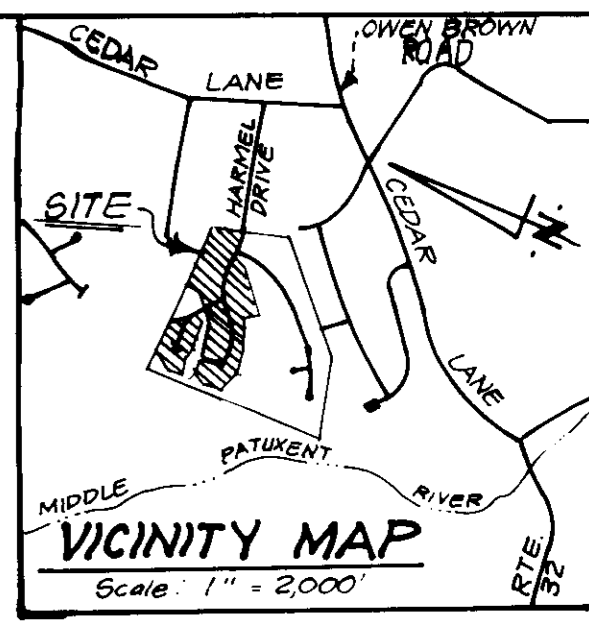 OWEN BROWN
ROAD
CEDAR
LANE
HARMEL
DRIVE
SITE
CEDAR
LANE
N.
PATUXENT
MIDDLE
RIVER
VICINITY MAP
Scale: 1" = 2,000'
RTE.
32